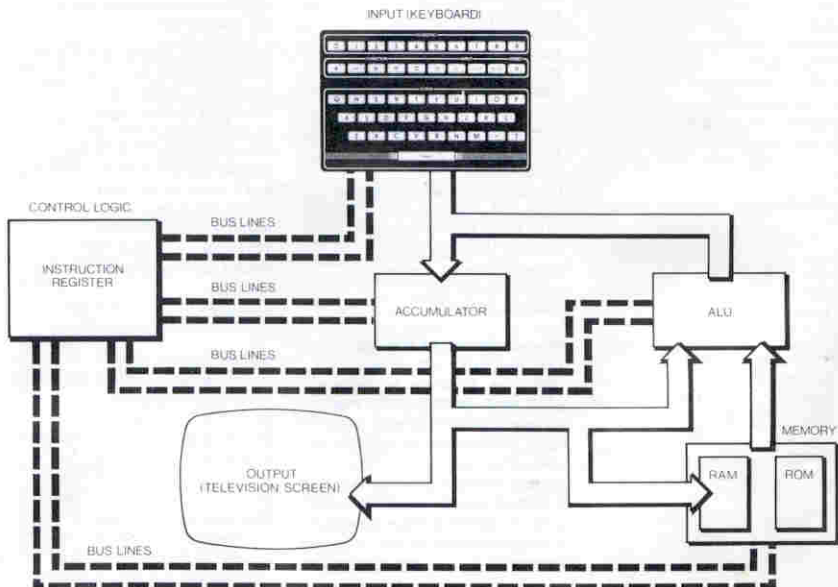 INPUT (KEYBOARD)
CONTROL LOGIC
BUS LINES
INSTRUCTION
REGISTER
BUS LINES
ACCUMULATOR
ALU
BUS LINES
MEMORY
OUTPUT
(TELEVISION SCREEN)
RAM
ROM
BUS LINES